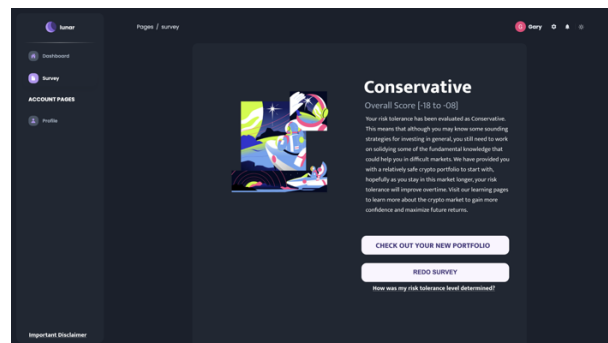 lunar
Pages / survey
Gary
Dashboard
Survey
ACCOUNT PAGES
Profile
Conservative
Overall Score [-18 to -08]
Your risk tolerance has been evaluated as Conservative.
This means that although you may know some sounding
strategies for investing in general, you still need to work
on solidying some of the fundamental knowledge that
could help you in difficult markets. We have provided you
with a relatively safe crypto portfolio to start with,
hopefully as you stay in this market longer, your risk
tolerance will improve overtime. Visit our learning pages
to learn more about the crypto market to gain more
confidence and maximize future returns.
CHECK OUT YOUR NEW PORTFOLIO
REDO SURVEY
How was my risk tolerance level determined?
Important Disclaimer